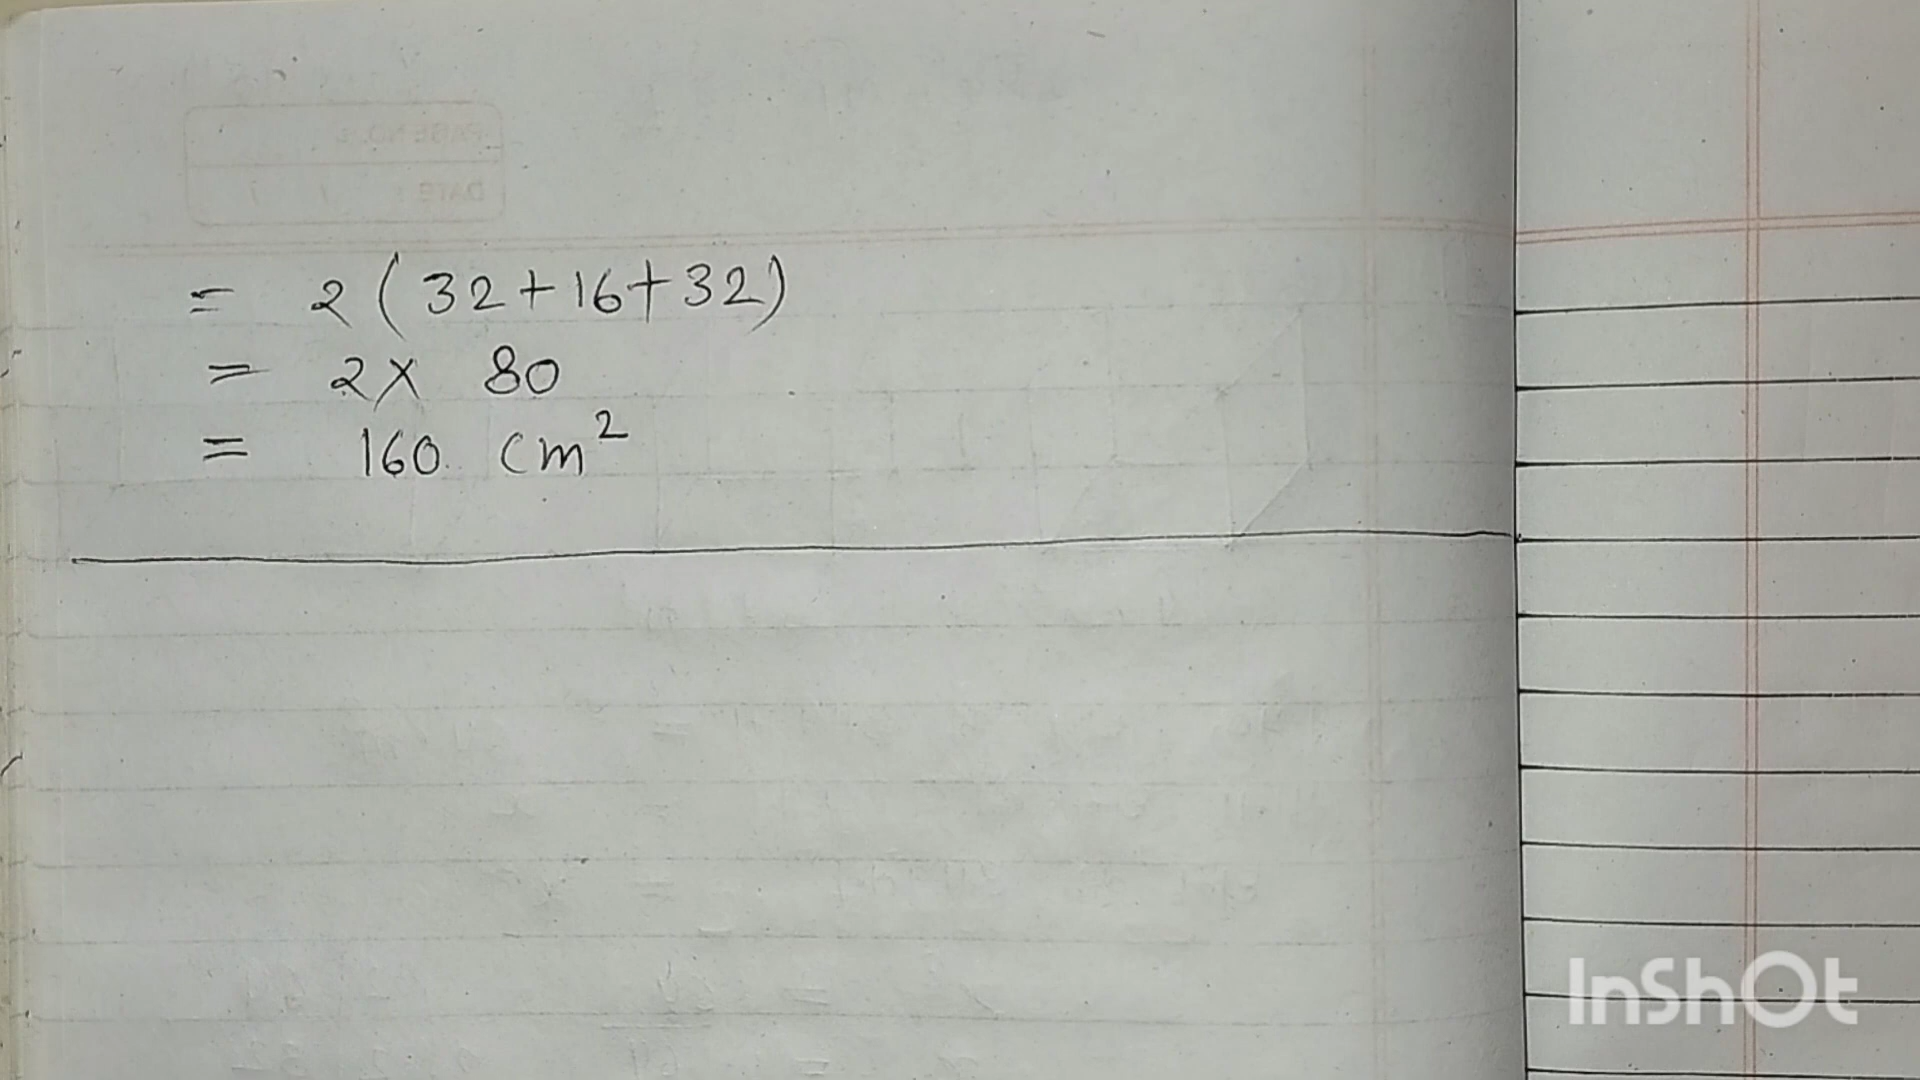 = 2 ( 32 + 16 + 32 )
= 2 × 80
= 160 cm²
InShOt